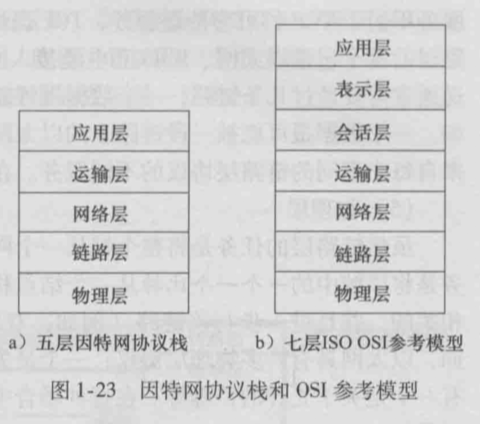 应用层
运输层
网络层
链路层
物理层
a）五层因特网协议栈
应用层
表示层
会话层
运输层
网络层
链路层
物理层
b）七层ISO OSI参考模型
图 1-23 因特网协议栈和 OSI 参考模型